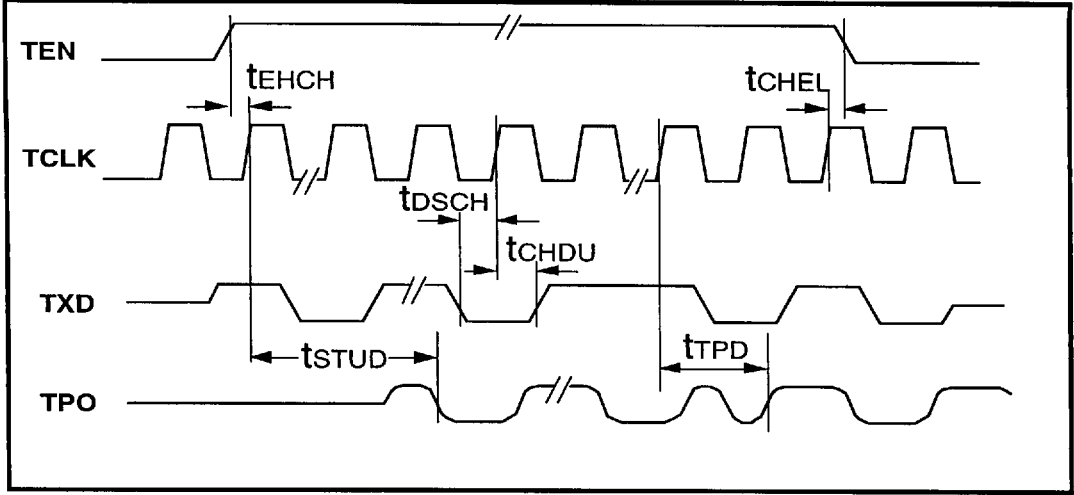 TEN
tEHCH
tCHEL
TCLK
tDSCH
tCHDU
TXD
tSTUD
tTPD
TPO